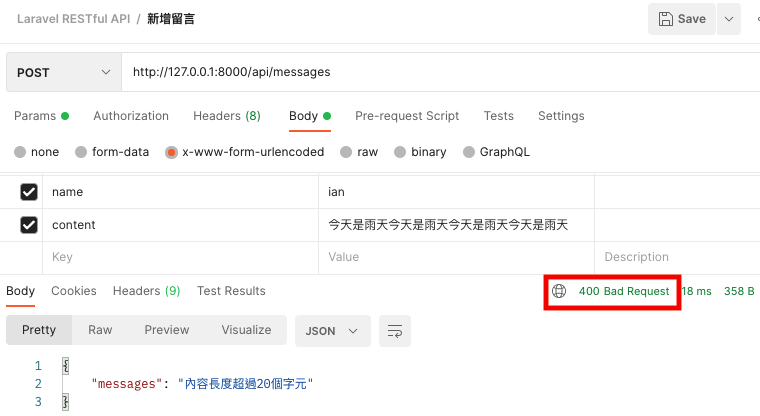 Laravel RESTful API / 新增留言 Save
POST http://127.0.0.1:8000/api/messages
Params Authorization Headers (8) Body Pre-request Script Tests Settings
none form-data x-www-form-urlencoded raw binary GraphQL
name ian
content 今天是雨天今天是雨天今天是雨天今天是雨天
Key Value Description
Body Cookies Headers (9) Test Results 400 Bad Request 18 ms 358 B
Pretty Raw Preview Visualize JSON
1 {
2 "messages": "內容長度超過20個字元"
3 }